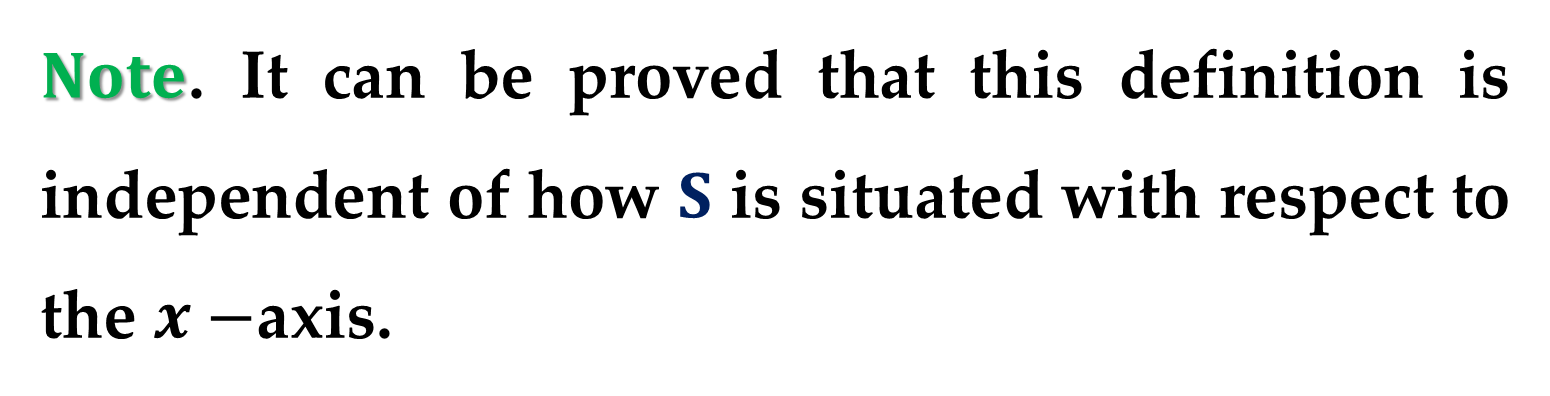 Note. It can be proved that this definition is
independent of how S is situated with respect to
the x −axis.